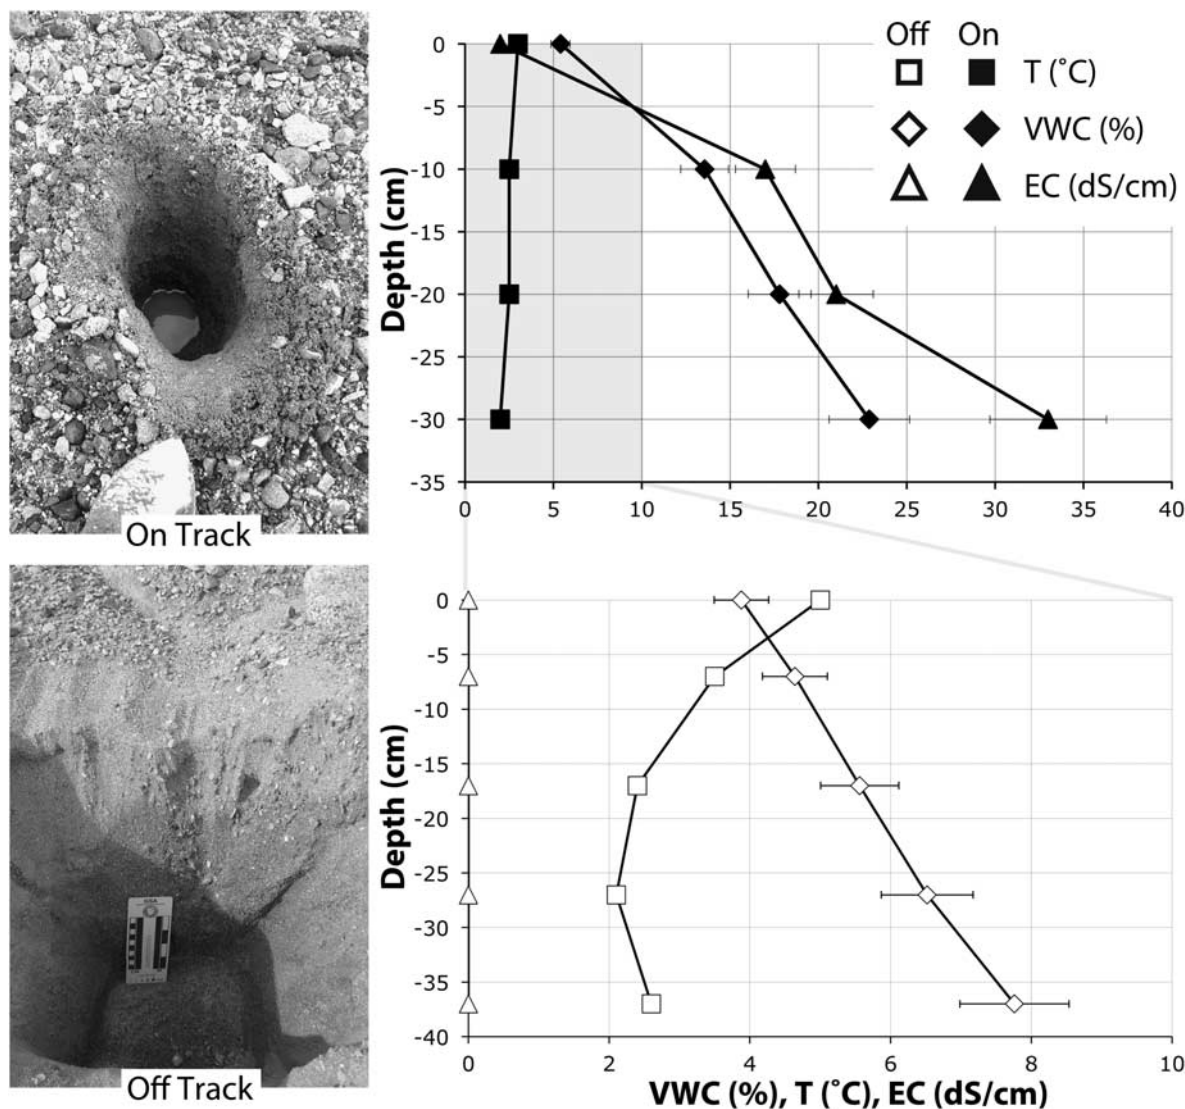 Off On
T (˚C)
VWC (%)
EC (dS/cm)
Depth (cm)
0
-5
-10
-15
-20
-25
-30
-35
0 5 10 15 20 25 30 35 40
On Track
Depth (cm)
0
-5
-10
-15
-20
-25
-30
-35
-40
0 2 4 6 8 10
VWC (%), T (˚C), EC (dS/cm)
Off Track